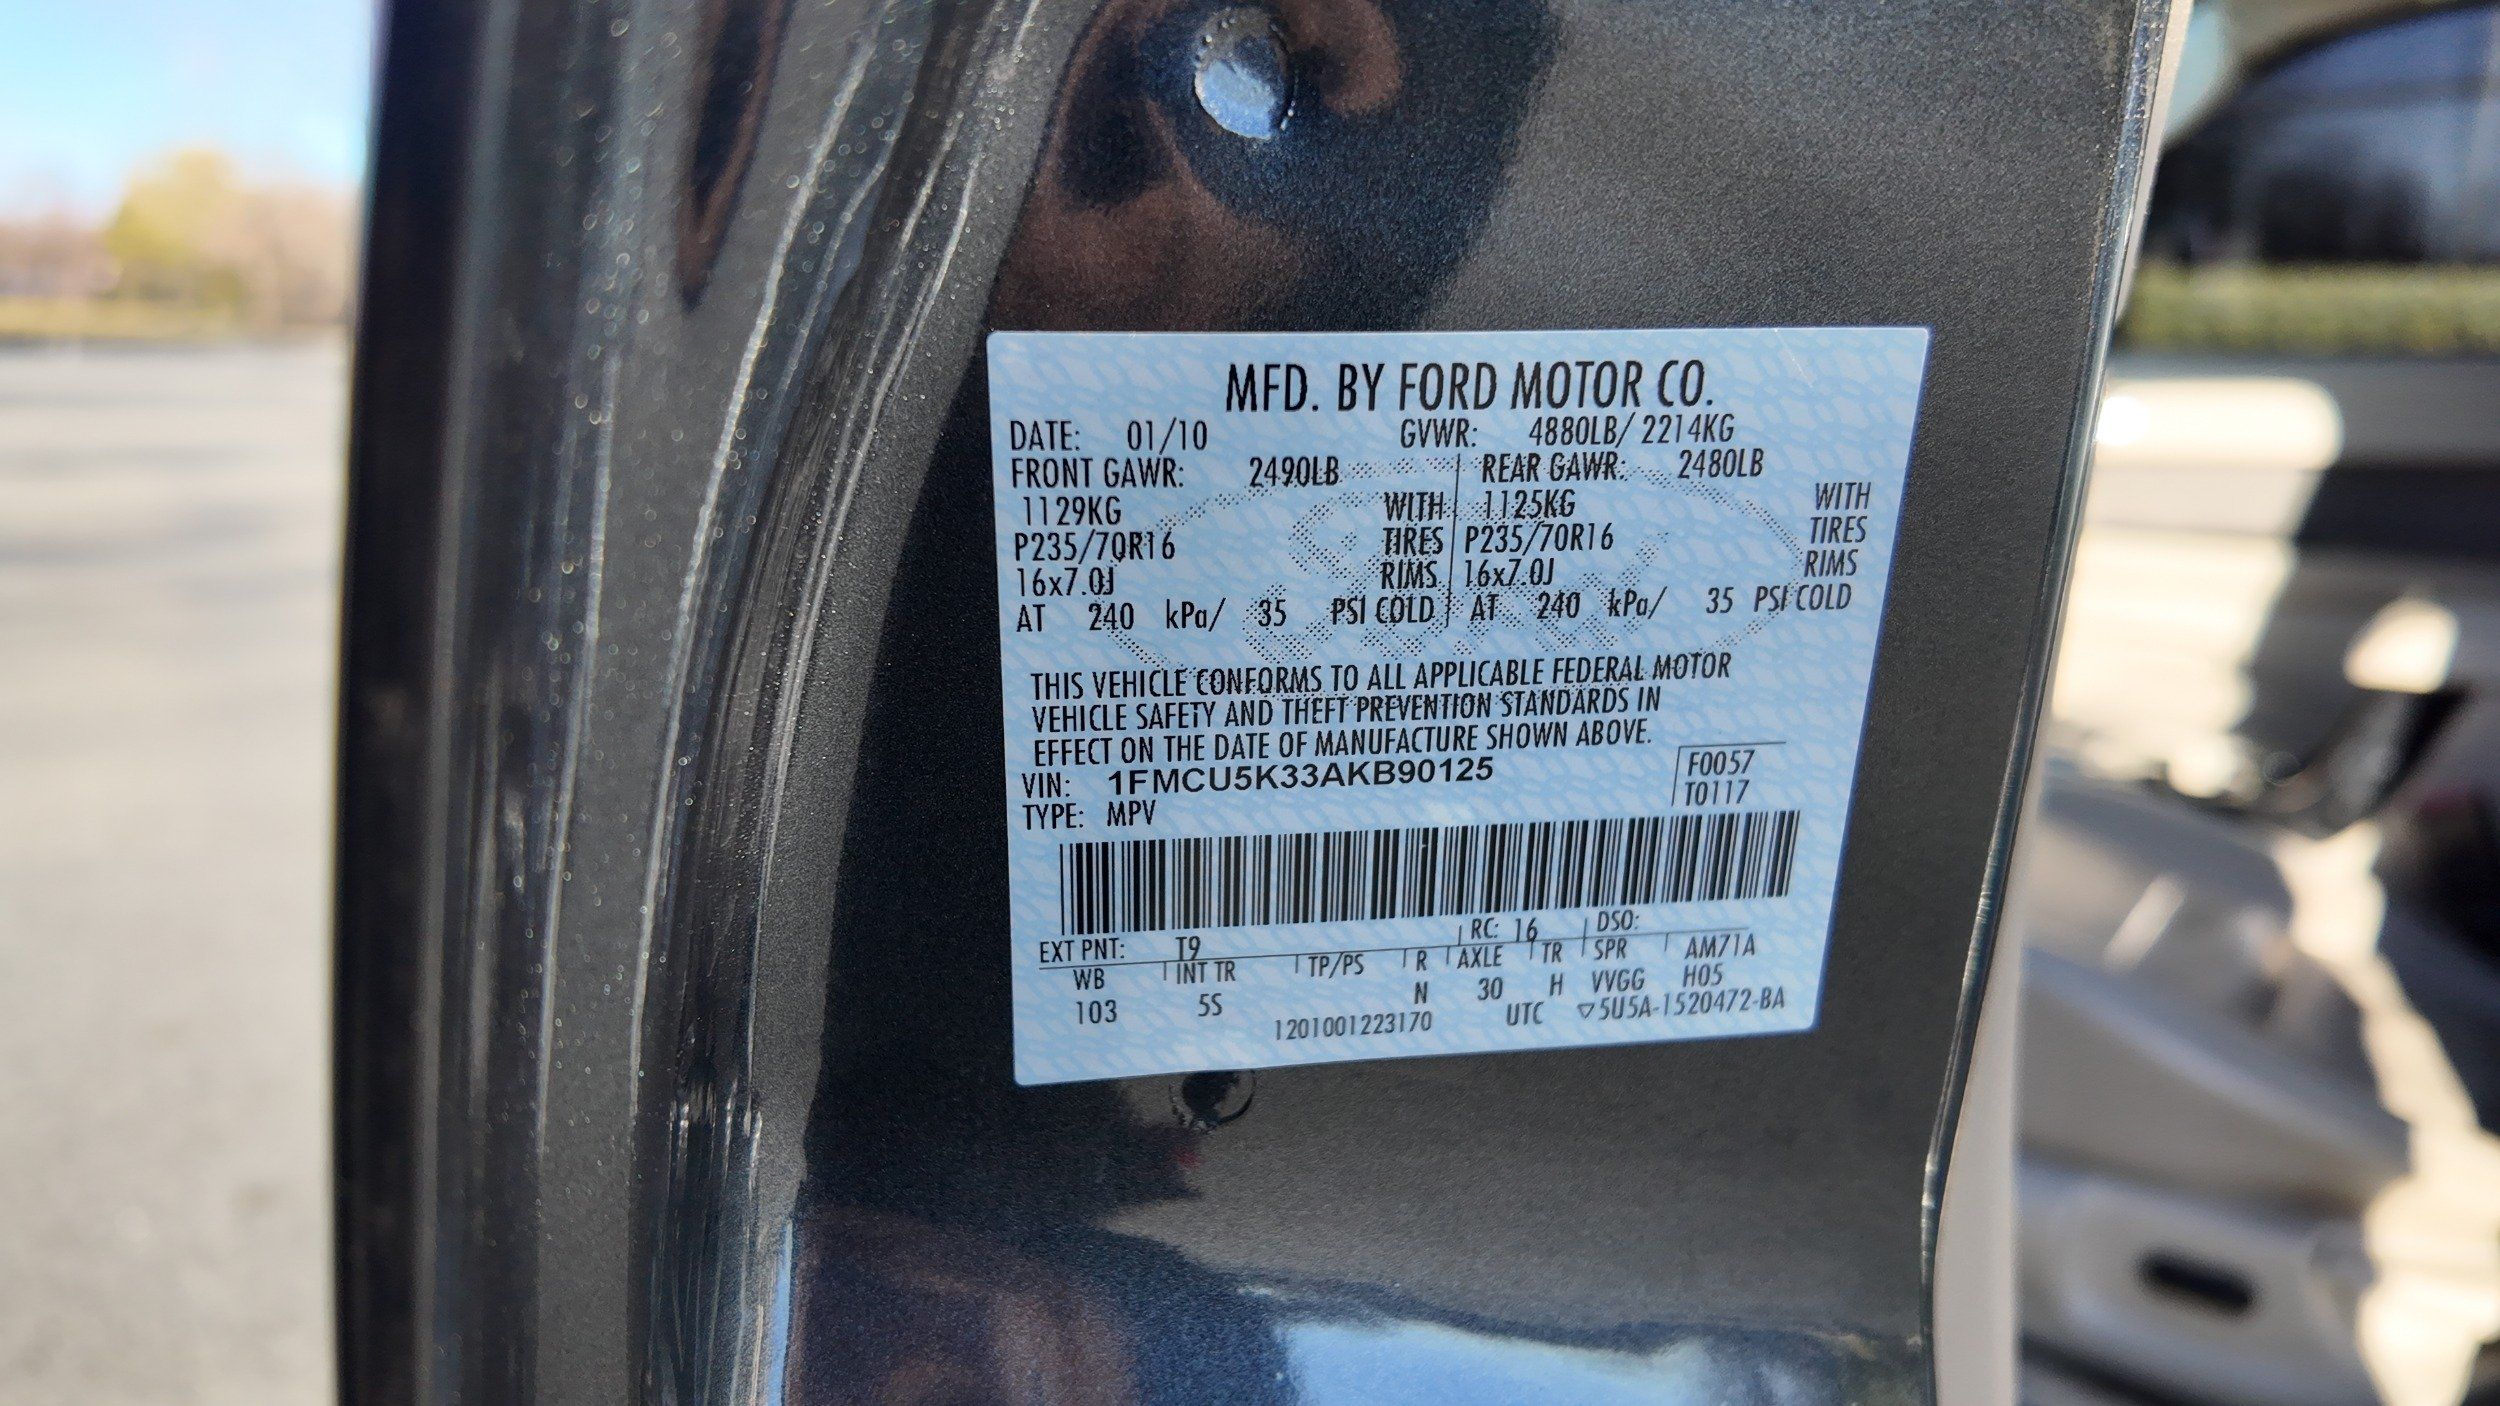 MFD. BY FORD MOTOR CO.
DATE: 01/10 GVWR: 4880LB/ 2214KG
FRONT GAWR: 2490LB REAR GAWR: 2480LB
1129KG WITH 1125KG WITH
P235/70R16 TIRES P235/70R16 TIRES
16x7.0J RIMS 16x7.0J RIMS
AT 240 kPa/ 35 PSI COLD AT 240 kPa/ 35 PSI COLD
THIS VEHICLE CONFORMS TO ALL APPLICABLE FEDERAL MOTOR
VEHICLE SAFETY AND THEFT PREVENTION STANDARDS IN
EFFECT ON THE DATE OF MANUFACTURE SHOWN ABOVE.
VIN: 1FMCU5K33AKB90125 F0057
TYPE: MPV T0117
EXT PNT: T9 RC: 16 DSO:
WB INT TR TP/PS R AXLE TR SPR AM71A
103 5S N 30 H VVGG H05
1201001223170 UTC ▽5U5A-1520472-BA